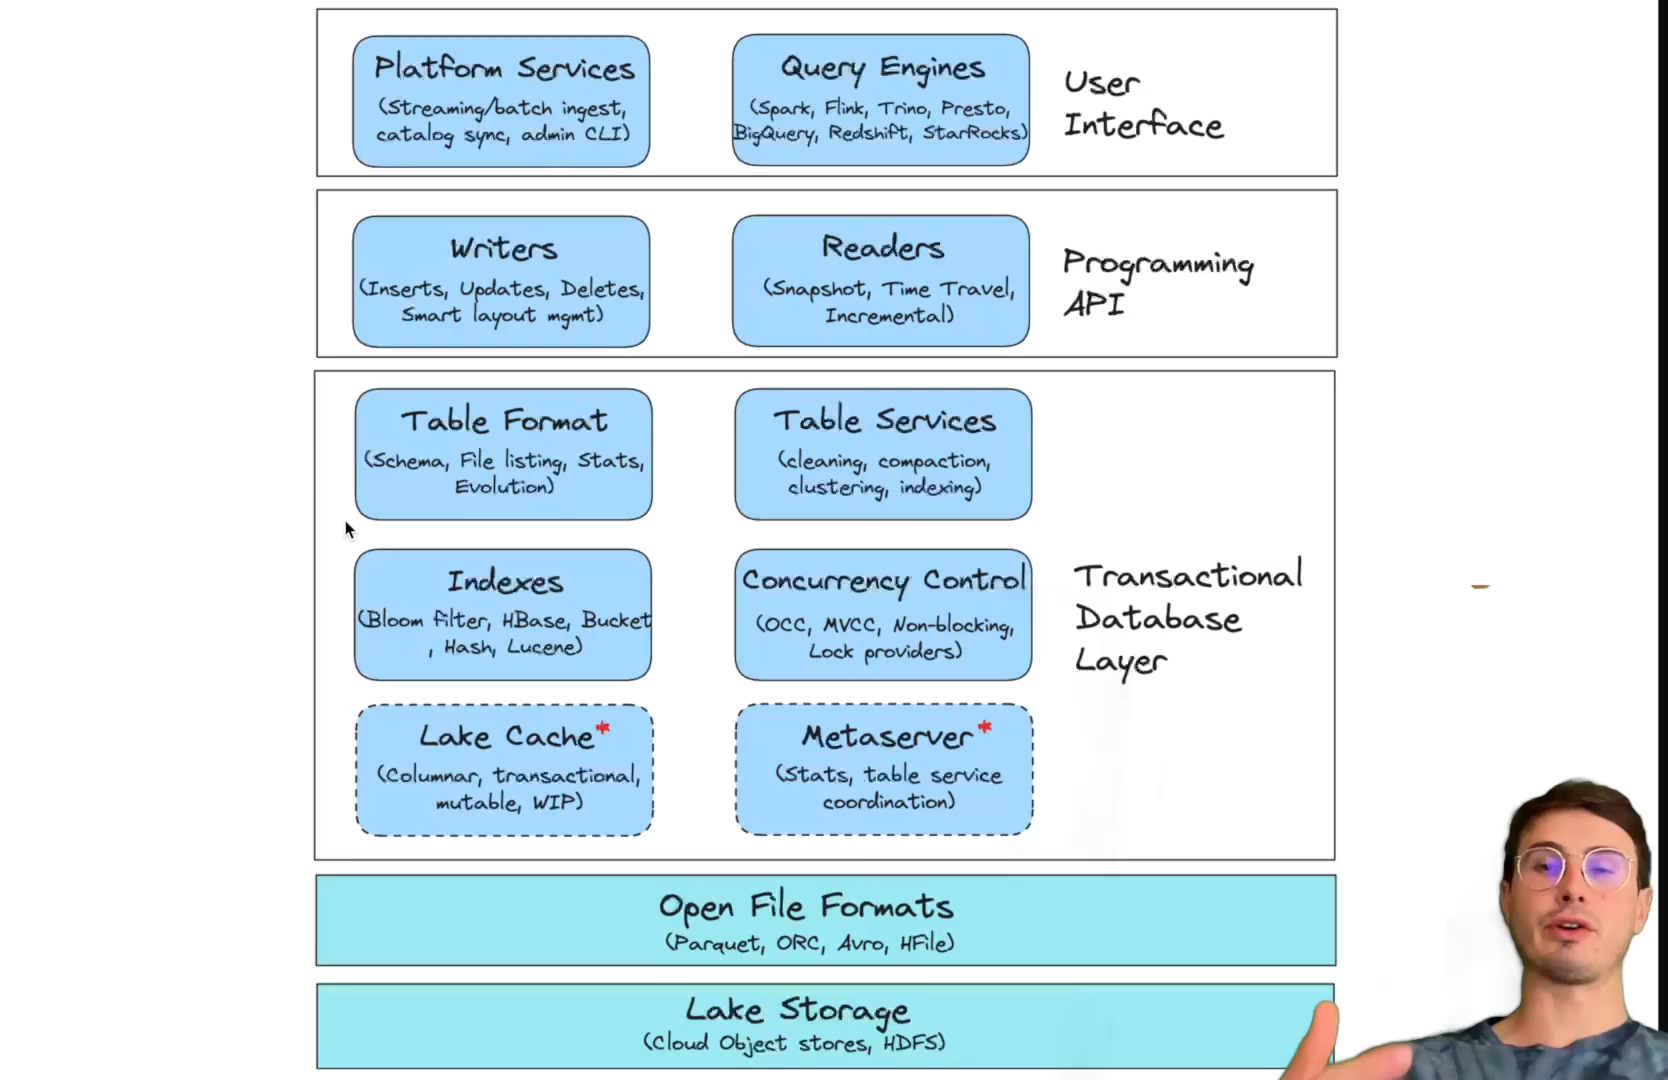 Platform Services
(Streaming/batch ingest,
catalog sync, admin CLI)
Query Engines
(Spark, Flink, Trino, Presto,
BigQuery, Redshift, StarRocks)
User
Interface
Writers
(Inserts, Updates, Deletes,
Smart layout mgmt)
Readers
(Snapshot, Time Travel,
Incremental)
Programming
API
Table Format
(Schema, File listing, Stats,
Evolution)
Table Services
(cleaning, compaction,
clustering, indexing)
Indexes
(Bloom filter, HBase, Bucket
, Hash, Lucene)
Concurrency Control
(OCC, MVCC, Non-blocking,
Lock providers)
Transactional
Database
Layer
Lake Cache*
(Columnar, transactional,
mutable, WIP)
Metaserver*
(Stats, table service
coordination)
Open File Formats
(Parquet, ORC, Avro, HFile)
Lake Storage
(Cloud Object stores, HDFS)